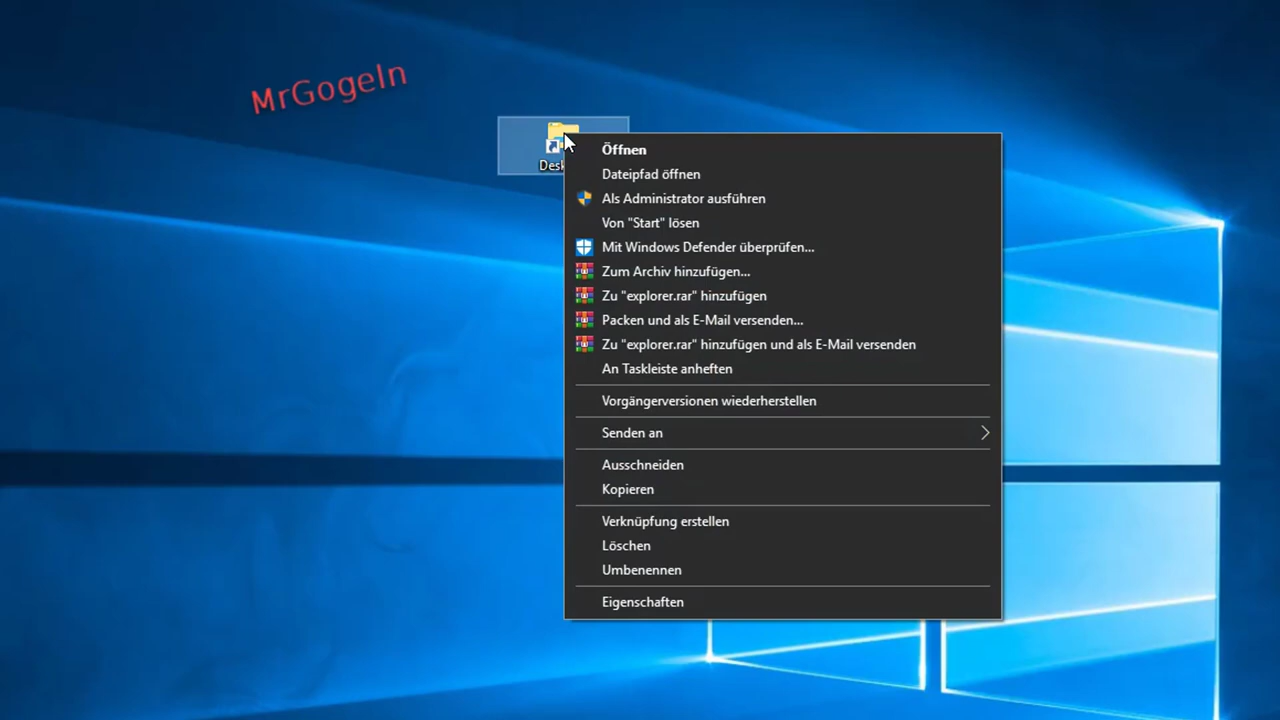 MrGogeln
Öffnen
Dateipfad öffnen
Als Administrator ausführen
Von "Start" lösen
Mit Windows Defender überprüfen...
Zum Archiv hinzufügen...
Zu "explorer.rar" hinzufügen
Packen und als E-Mail versenden...
Zu "explorer.rar" hinzufügen und als E-Mail versenden
An Taskleiste anheften
Vorgängerversionen wiederherstellen
Senden an
Ausschneiden
Kopieren
Verknüpfung erstellen
Löschen
Umbenennen
Eigenschaften